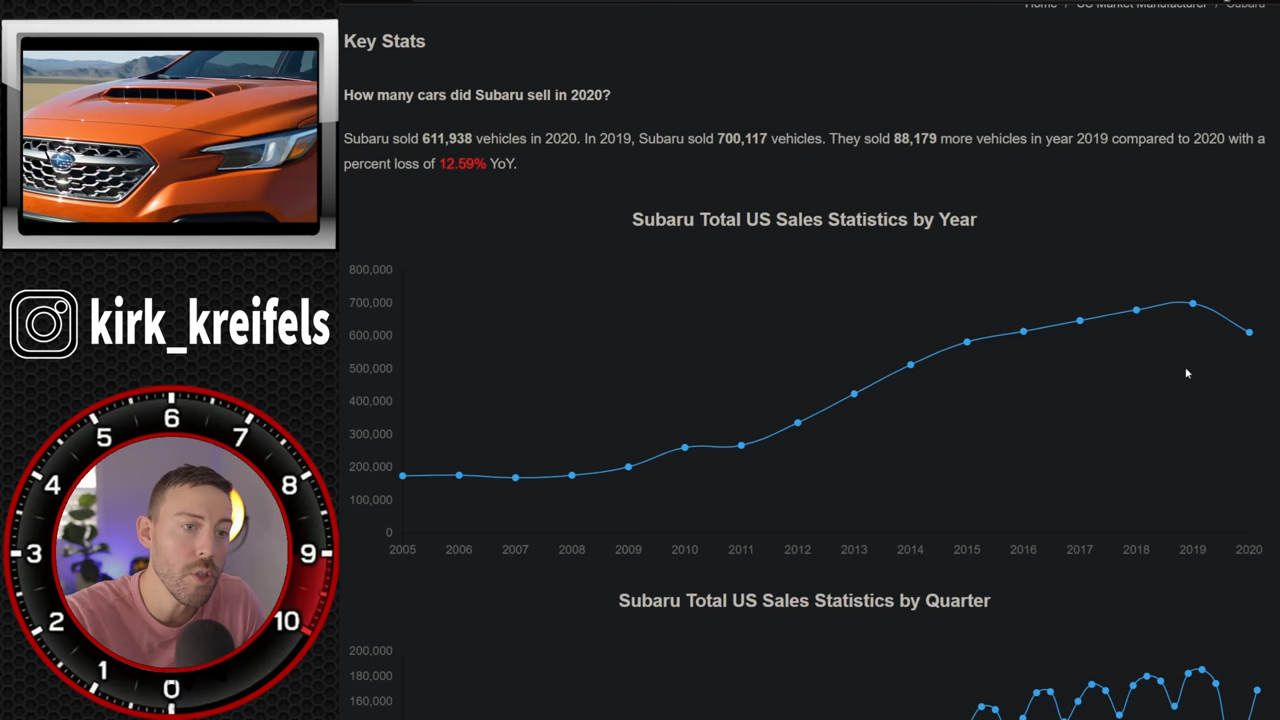 Home / US Market Manufacturer / Subaru
Key Stats
How many cars did Subaru sell in 2020?
Subaru sold 611,938 vehicles in 2020. In 2019, Subaru sold 700,117 vehicles. They sold 88,179 more vehicles in year 2019 compared to 2020 with a
percent loss of 12.59% YoY.
Subaru Total US Sales Statistics by Year
800,000
700,000
600,000
500,000
400,000
300,000
200,000
100,000
0
2005 2006 2007 2008 2009 2010 2011 2012 2013 2014 2015 2016 2017 2018 2019 2020
Subaru Total US Sales Statistics by Quarter
200,000
180,000
160,000
kirk_kreifels
6
5 7
4 8
3 9
2 10
1
0